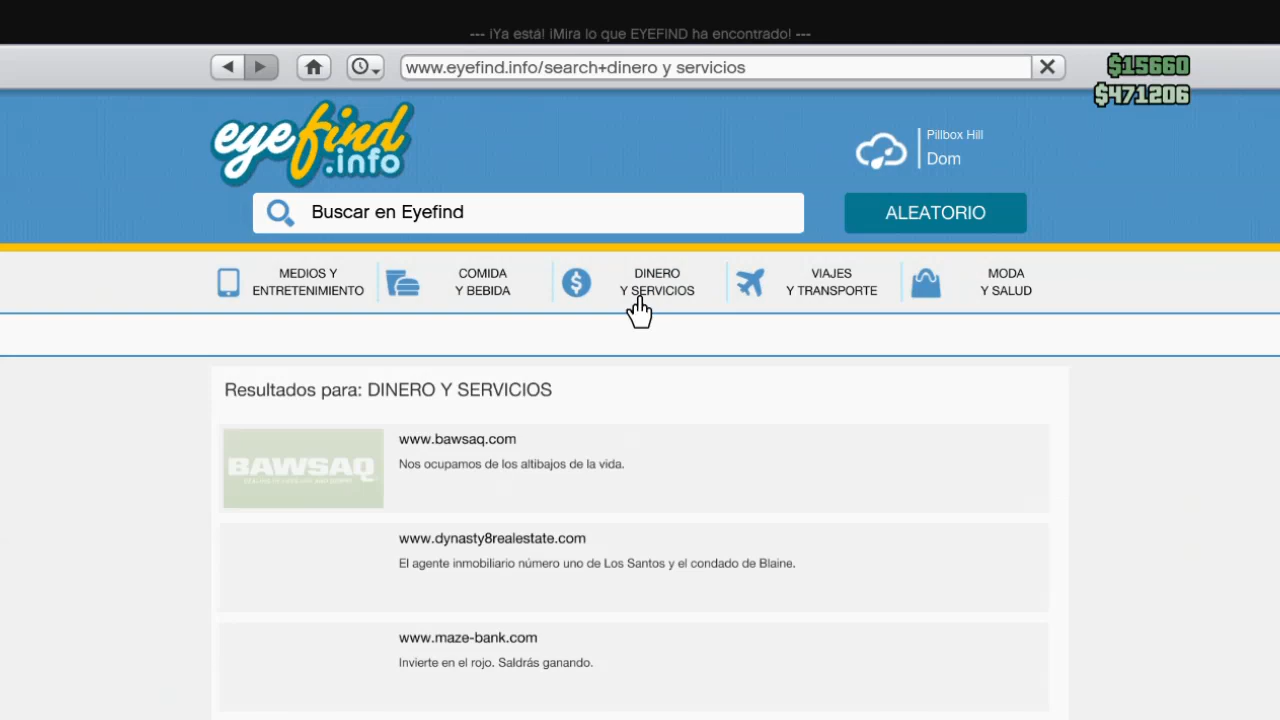 --- ¡Ya está! ¡Mira lo que EYEFIND ha encontrado! ---
www.eyefind.info/search+dinero y servicios
$15660
$471206
eyefind
.info
Pillbox Hill
Dom
Buscar en Eyefind
ALEATORIO
MEDIOS Y
ENTRETENIMIENTO
COMIDA
Y BEBIDA
DINERO
Y SERVICIOS
VIAJES
Y TRANSPORTE
MODA
Y SALUD
Resultados para: DINERO Y SERVICIOS
BAWSAQ
www.bawsaq.com
Nos ocupamos de los altibajos de la vida.
www.dynasty8realestate.com
El agente inmobiliario número uno de Los Santos y el condado de Blaine.
www.maze-bank.com
Invierte en el rojo. Saldrás ganando.